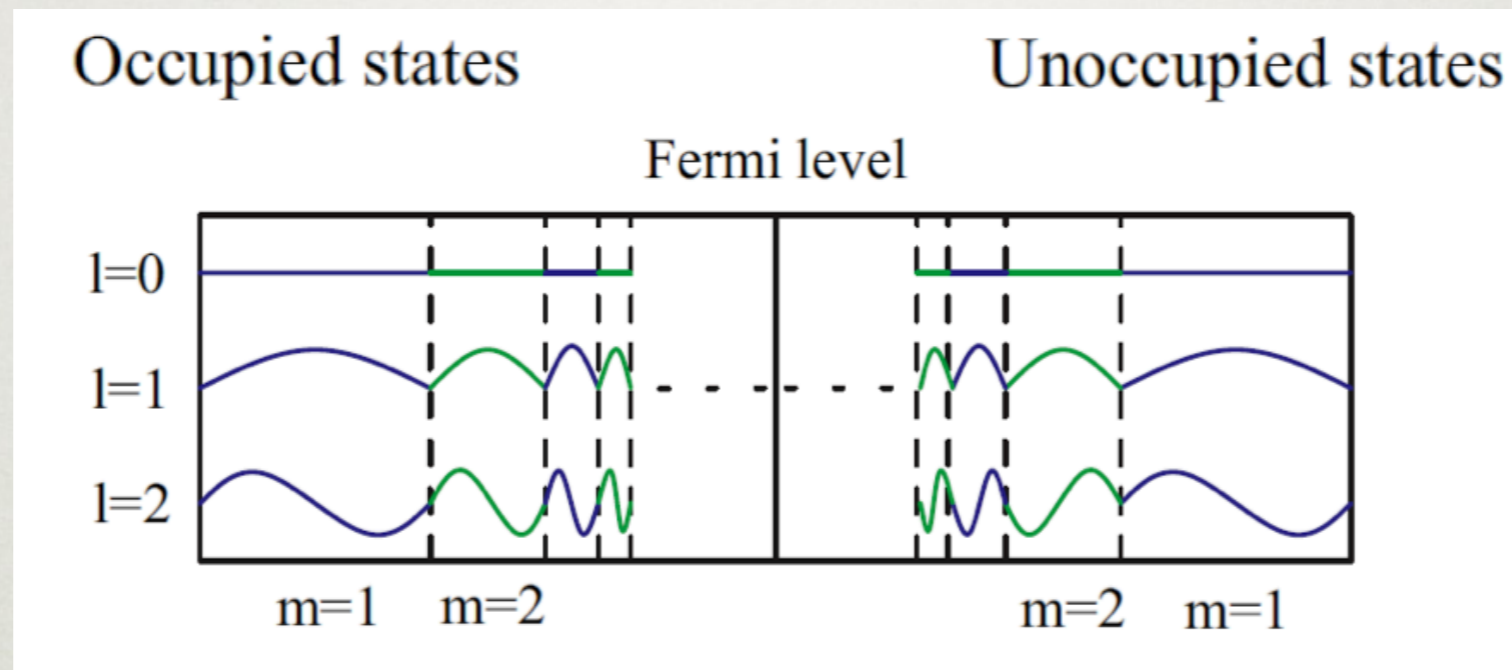 Occupied states
Unoccupied states
Fermi level
l=0
l=1
l=2
m=1
m=2
m=2
m=1